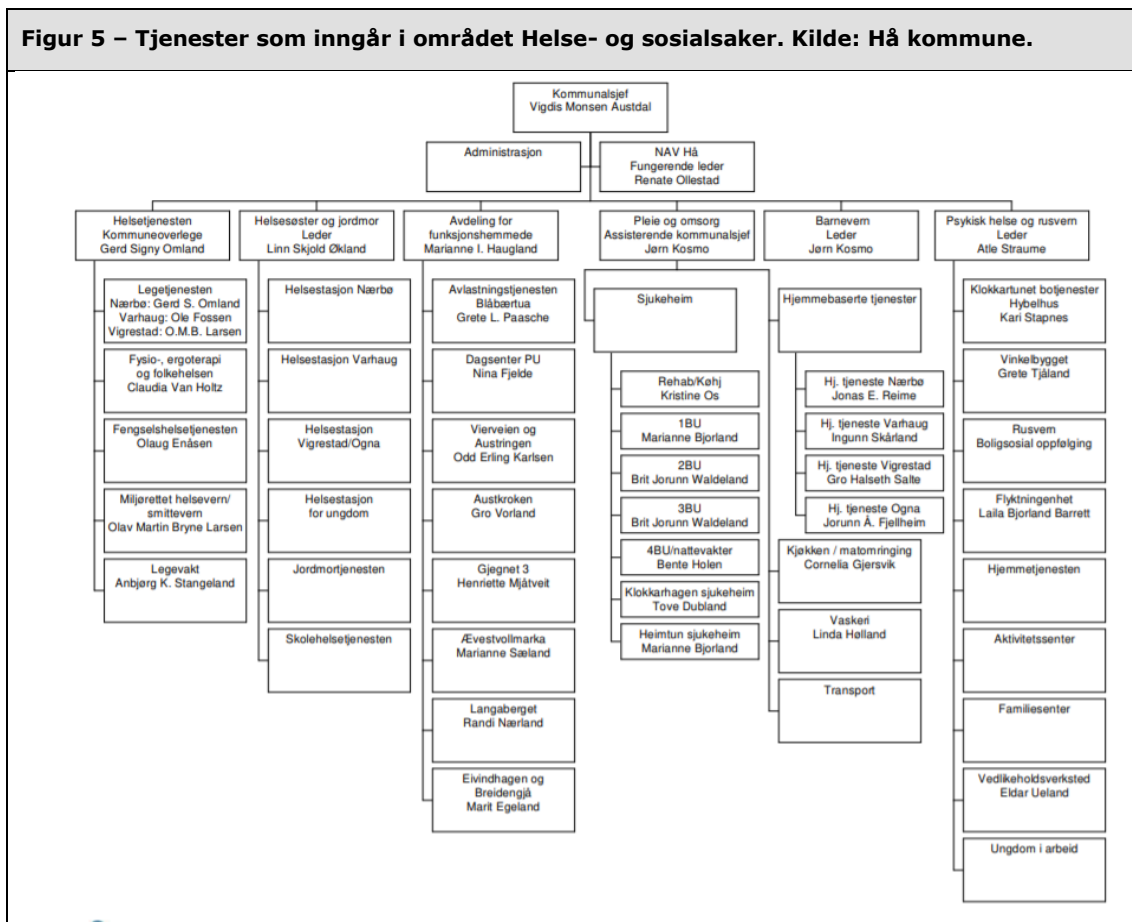 Figur 5 – Tjenester som inngår i området Helse- og sosialsaker. Kilde: Hå kommune.
Kommunalsjef
Vigdis Monsen Austdal
Administrasjon
NAV Hå
Fungerende leder
Renate Ollestad
Helsetjenesten
Kommuneoverlege
Gerd Signy Omland
Legetjenesten
Nærbø: Gerd S. Omland
Varhaug: Ole Fossen
Vigrestad: O.M.B. Larsen
Fysio-, ergoterapi
og folkehelsen
Claudia Van Holtz
Fengselshelsetjenesten
Olaug Enåsen
Miljørettet helsevern/
smittevern
Olav Martin Bryne Larsen
Legevakt
Anbjørg K. Stangeland
Helsesøster og jordmor
Leder
Linn Skjold Økland
Helsestasjon Nærbø
Helsestasjon Varhaug
Helsestasjon
Vigrestad/Ogna
Helsestasjon
for ungdom
Jordmortjenesten
Skolehelsetjenesten
Avdeling for
funksjonshemmede
Marianne I. Haugland
Avlastningstjenesten
Blåbærtua
Grete L. Paasche
Dagsenter PU
Nina Fjelde
Vierveien og
Austringen
Odd Erling Karlsen
Austkroken
Gro Vorland
Gjegnet 3
Henriette Mjåtveit
Ævestvollmarka
Marianne Sæland
Langaberget
Randi Nærland
Eivindhagen og
Breidengjå
Marit Egeland
Pleie og omsorg
Assisterende kommunalsjef
Jørn Kosmo
Sjukeheim
Rehab/Køhj
Kristine Os
1BU
Marianne Bjorland
2BU
Brit Jorunn Waldeland
3BU
Brit Jorunn Waldeland
4BU/nattevakter
Bente Holen
Klokkarhagen sjukeheim
Tove Dubland
Heimtun sjukeheim
Marianne Bjorland
Hjemmebaserte tjenester
Hj. tjeneste Nærbø
Jonas E. Reime
Hj. tjeneste Varhaug
Ingunn Skårland
Hj. tjeneste Vigrestad
Gro Halseth Salte
Hj. tjeneste Ogna
Jorunn Å. Fjellheim
Kjøkken / matomringing
Cornelia Gjersvik
Vaskeri
Linda Hølland
Transport
Barnevern
Leder
Jørn Kosmo
Psykisk helse og rusvern
Leder
Atle Straume
Klokkartunet botjenester
Hybelhus
Kari Stapnes
Vinkelbygget
Grete Tjåland
Rusvern
Boligsosial oppfølging
Flyktningenhet
Laila Bjorland Barrett
Hjemmetjenesten
Aktivitetssenter
Familiesenter
Vedlikeholdsverksted
Eldar Ueland
Ungdom i arbeid